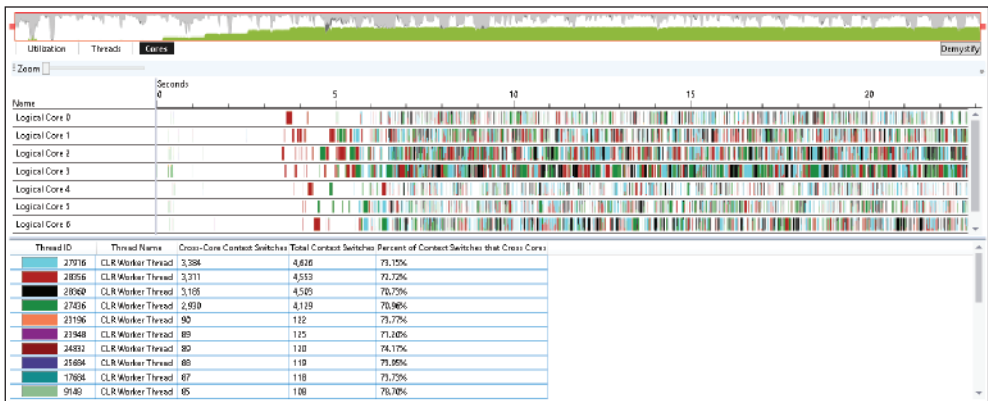 Utilization Threads Cores Demystify
Zoom
Seconds
Name 0 5 10 15 20
Logical Core 0
Logical Core 1
Logical Core 2
Logical Core 3
Logical Core 4
Logical Core 5
Logical Core 6
Thread ID Thread Name Cross-Core Context Switches Total Context Switches Percent of Context Switches that Cross Cores
27976 CLR Worker Thread 3,384 4,626 73.15%
28356 CLR Worker Thread 3,311 4,553 72.72%
28360 CLR Worker Thread 3,185 4,503 70.73%
27436 CLR Worker Thread 2,930 4,129 70.96%
23196 CLR Worker Thread 90 122 73.77%
23948 CLR Worker Thread 89 125 71.20%
24832 CLR Worker Thread 89 120 74.17%
25684 CLR Worker Thread 88 119 73.95%
17684 CLR Worker Thread 87 118 73.73%
9148 CLR Worker Thread 85 108 78.70%